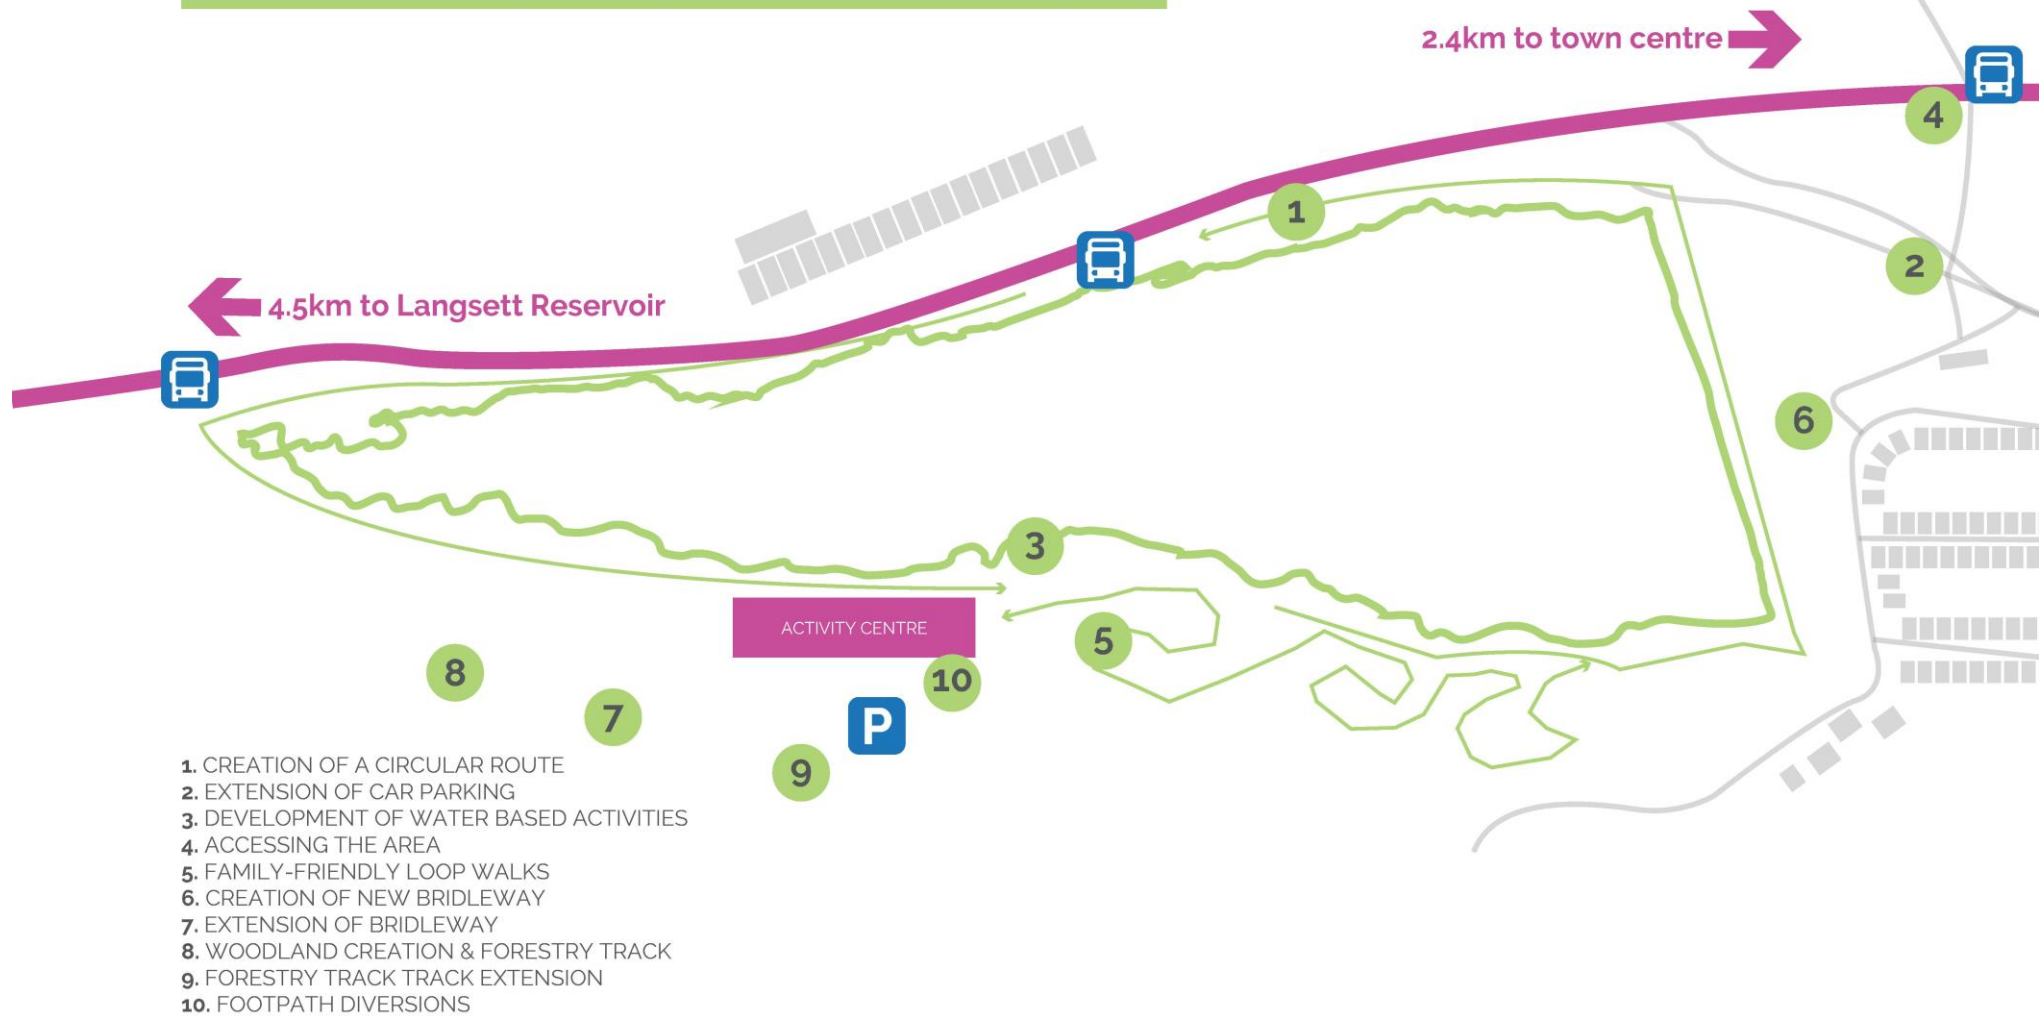 2.4km to town centre
4
1
2
4.5km to Langsett Reservoir
6
3
ACTIVITY CENTRE
5
8
10
7
P
9
1. CREATION OF A CIRCULAR ROUTE
2. EXTENSION OF CAR PARKING
3. DEVELOPMENT OF WATER BASED ACTIVITIES
4. ACCESSING THE AREA
5. FAMILY-FRIENDLY LOOP WALKS
6. CREATION OF NEW BRIDLEWAY
7. EXTENSION OF BRIDLEWAY
8. WOODLAND CREATION & FORESTRY TRACK
9. FORESTRY TRACK TRACK EXTENSION
10. FOOTPATH DIVERSIONS